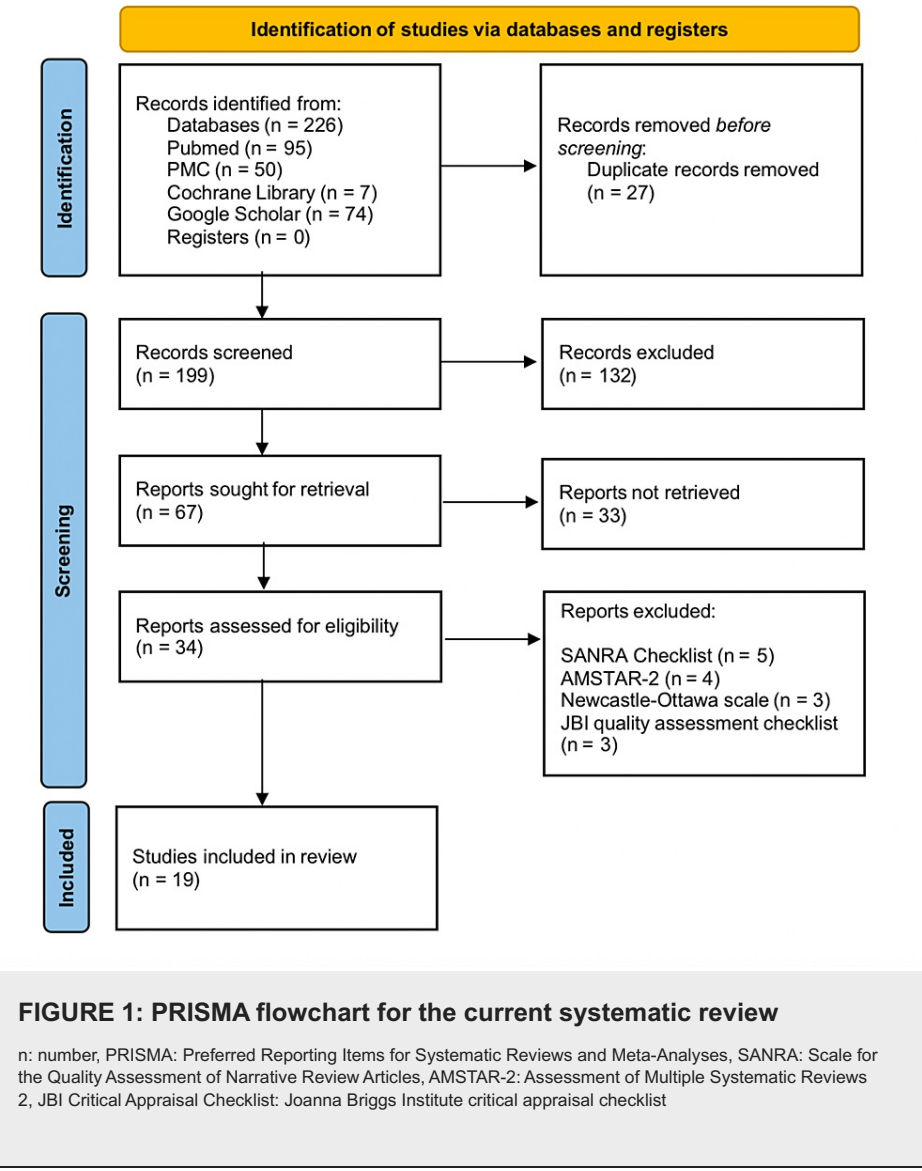 Identification of studies via databases and registers
Identification
Records identified from:
Databases (n = 226)
Pubmed (n = 95)
PMC (n = 50)
Cochrane Library (n = 7)
Google Scholar (n = 74)
Registers (n = 0)
Records removed before
screening:
Duplicate records removed
(n = 27)
Screening
Records screened
(n = 199)
Records excluded
(n = 132)
Reports sought for retrieval
(n = 67)
Reports not retrieved
(n = 33)
Reports assessed for eligibility
(n = 34)
Reports excluded:
SANRA Checklist (n = 5)
AMSTAR-2 (n = 4)
Newcastle-Ottawa scale (n = 3)
JBI quality assessment checklist
(n = 3)
Included
Studies included in review
(n = 19)
FIGURE 1: PRISMA flowchart for the current systematic review
n: number, PRISMA: Preferred Reporting Items for Systematic Reviews and Meta-Analyses, SANRA: Scale for
the Quality Assessment of Narrative Review Articles, AMSTAR-2: Assessment of Multiple Systematic Reviews
2, JBI Critical Appraisal Checklist: Joanna Briggs Institute critical appraisal checklist